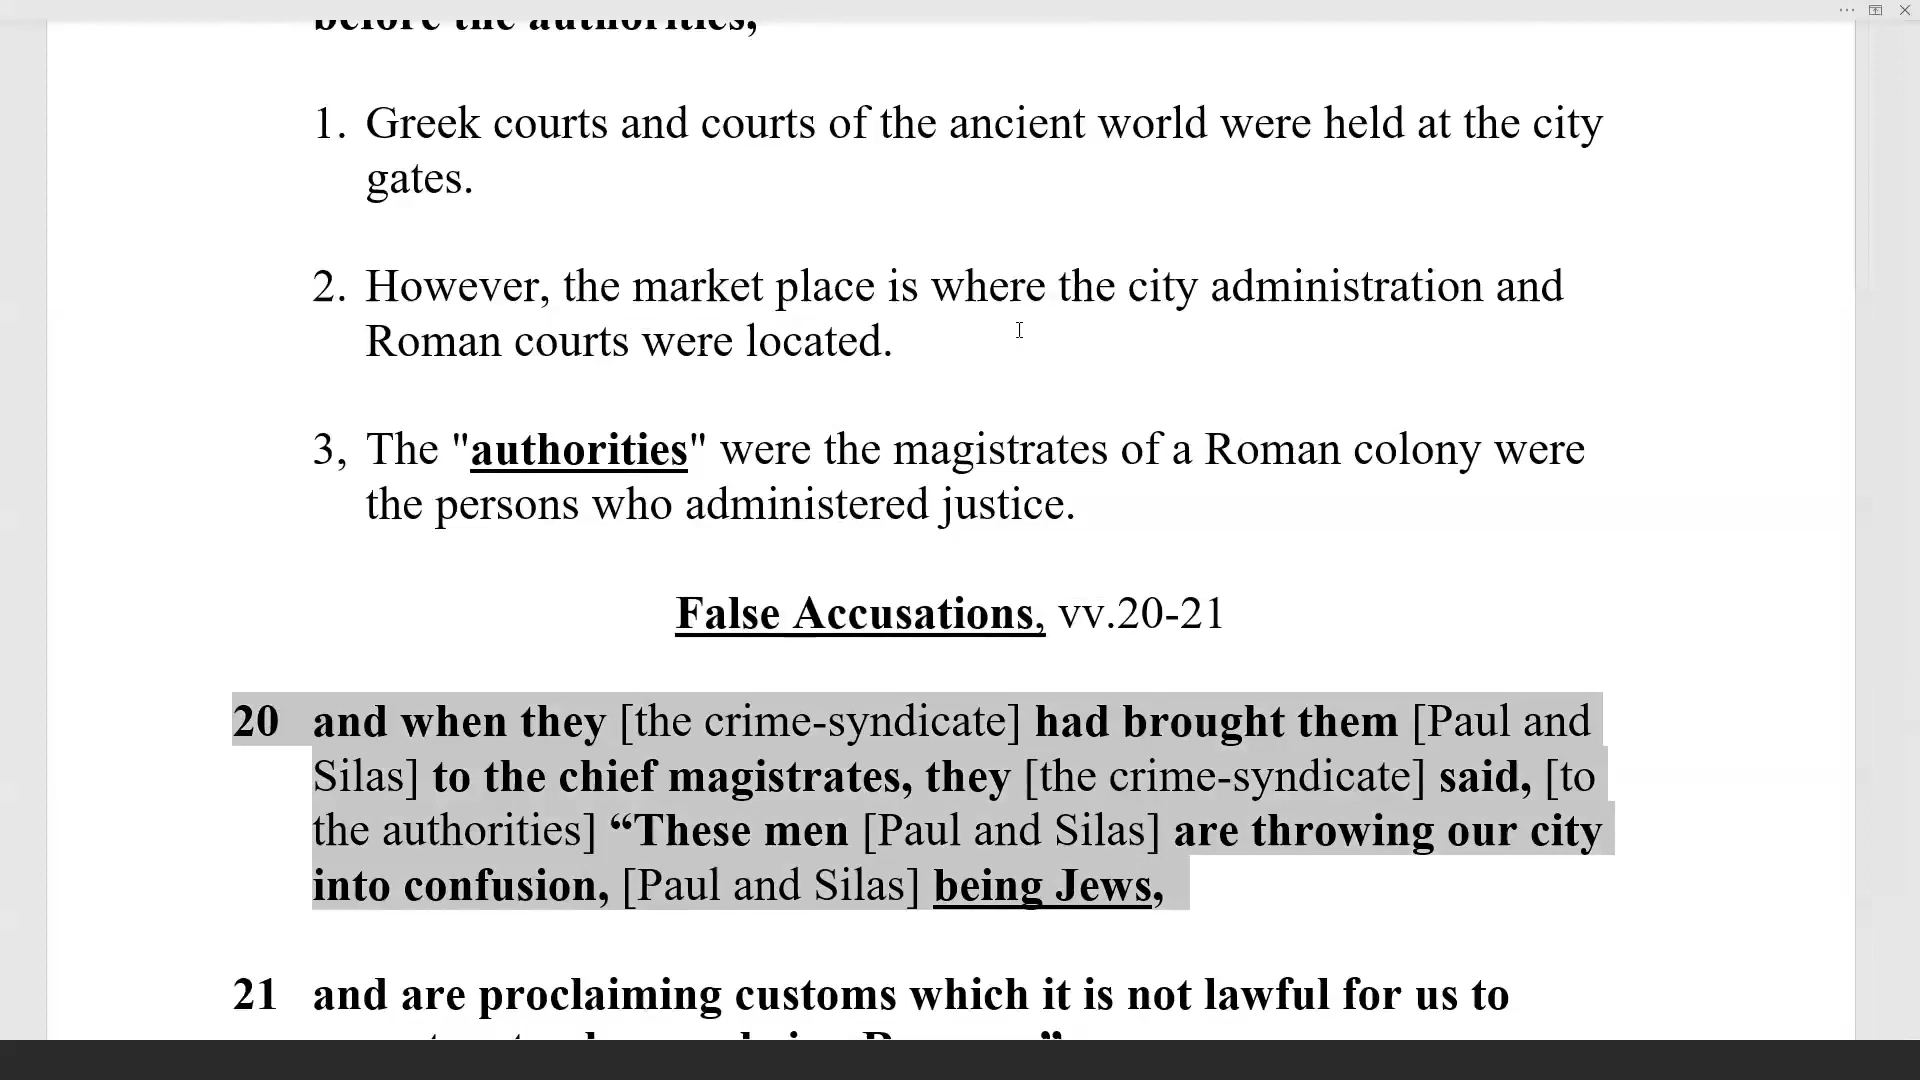 before the authorities,
1. Greek courts and courts of the ancient world were held at the city
gates.
2. However, the market place is where the city administration and
Roman courts were located.
3, The "authorities" were the magistrates of a Roman colony were
the persons who administered justice.
False Accusations, vv.20-21
20 and when they [the crime-syndicate] had brought them [Paul and
Silas] to the chief magistrates, they [the crime-syndicate] said, [to
the authorities] “These men [Paul and Silas] are throwing our city
into confusion, [Paul and Silas] being Jews,
21 and are proclaiming customs which it is not lawful for us to